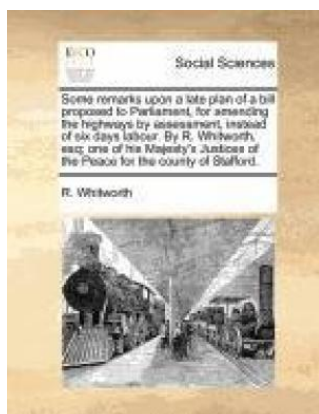 ECCO
Social Sciences
Some remarks upon a late plan of a bill
proposed to Parliament, for amending
the highways by assessment, instead
of six days labour. By R. Whitworth,
esq; one of his Majesty's Justices of
the Peace for the county of Stafford.
R. Whitworth